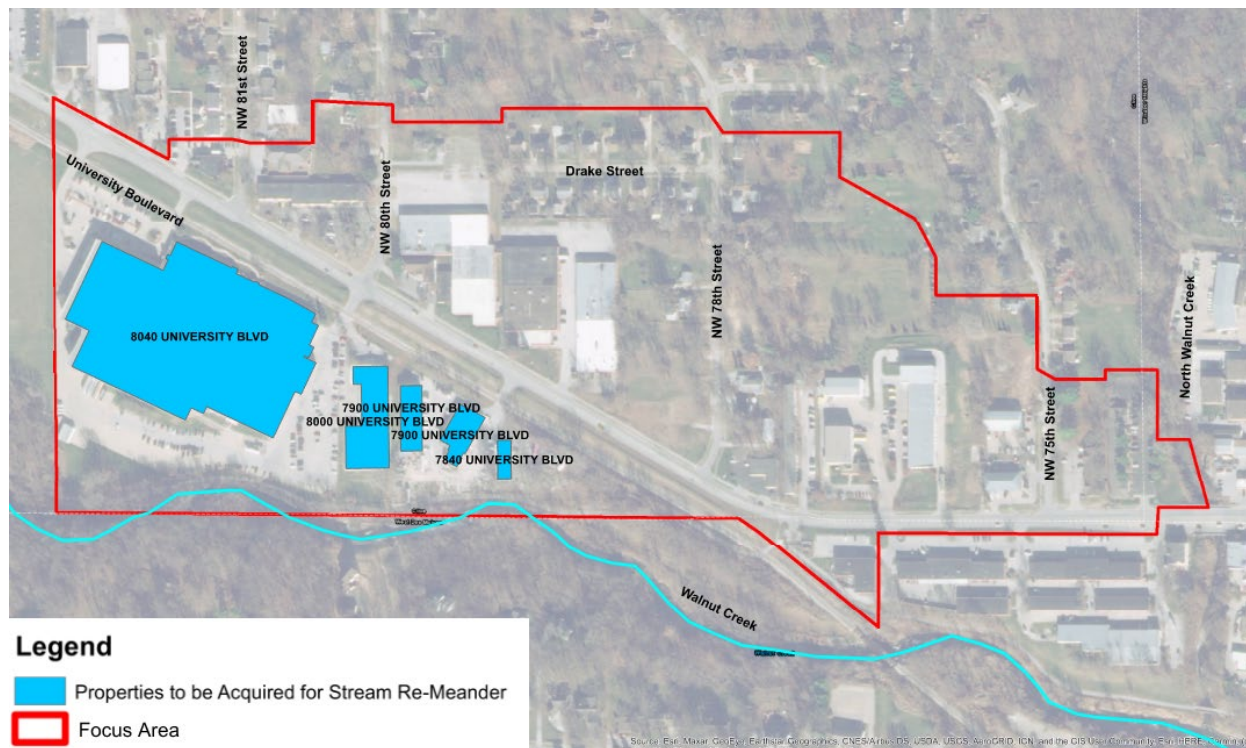 NW 81st Street
University Boulevard
NW 80th Street
Drake Street
NW 78th Street
North Walnut Creek
NW 75th Street
8040 UNIVERSITY BLVD
7900 UNIVERSITY BLVD
8000 UNIVERSITY BLVD
7900 UNIVERSITY BLVD
7840 UNIVERSITY BLVD
Walnut Creek
Legend
Properties to be Acquired for Stream Re-Meander
Focus Area